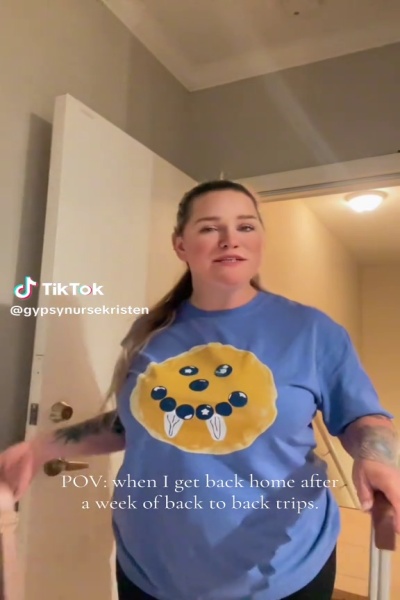 TikTok
@gypsynursekristen
POV: when I get back home after
a week of back to back trips.